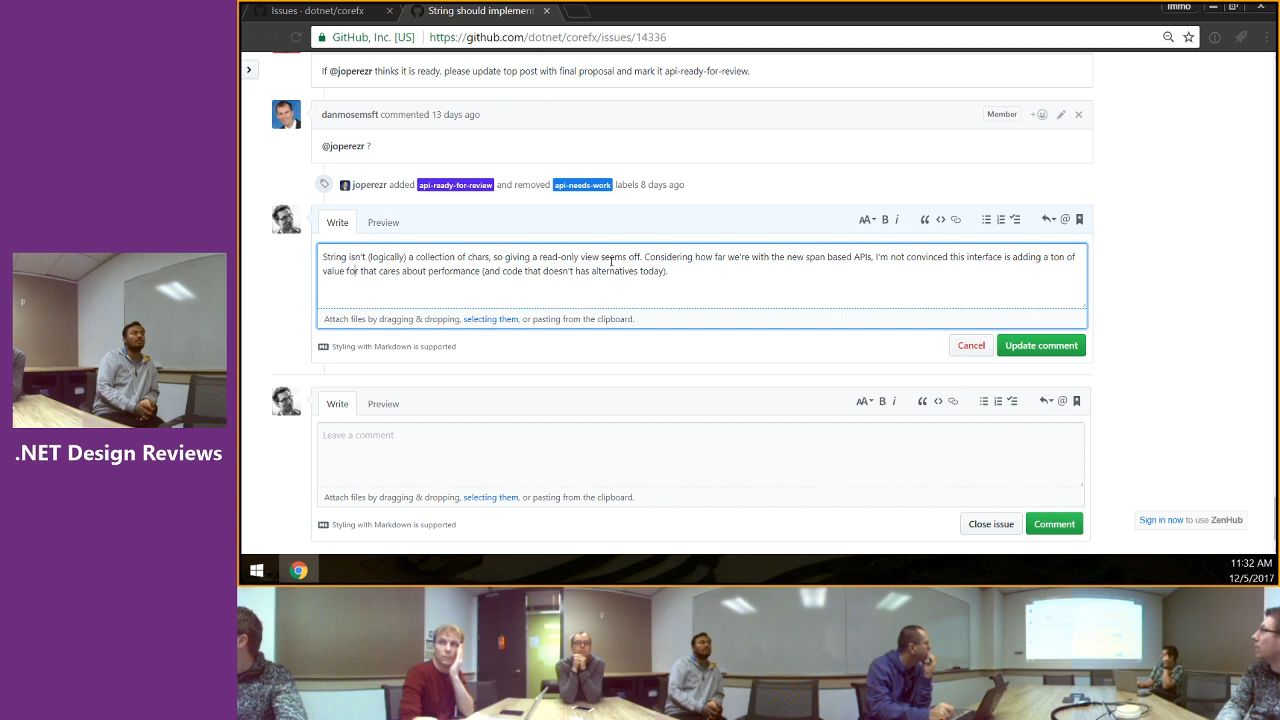 Issues - dotnet/corefx
String should implement
Immo
GitHub, Inc. [US]
https://github.com/dotnet/corefx/issues/14336
If @joperezr thinks it is ready, please update top post with final proposal and mark it api-ready-for-review.
danmosemsft commented 13 days ago
Member
@joperezr ?
joperezr added api-ready-for-review and removed api-needs-work labels 8 days ago
Write
Preview
String isn't (logically) a collection of chars, so giving a read-only view seems off. Considering how far we're with the new span based APIs, I'm not convinced this interface is adding a ton of
value for that cares about performance (and code that doesn't has alternatives today).
Attach files by dragging & dropping, selecting them, or pasting from the clipboard.
Styling with Markdown is supported
Cancel
Update comment
Write
Preview
Leave a comment
Attach files by dragging & dropping, selecting them, or pasting from the clipboard.
Styling with Markdown is supported
Close issue
Comment
Sign in now to use ZenHub
11:32 AM
12/5/2017
.NET Design Reviews